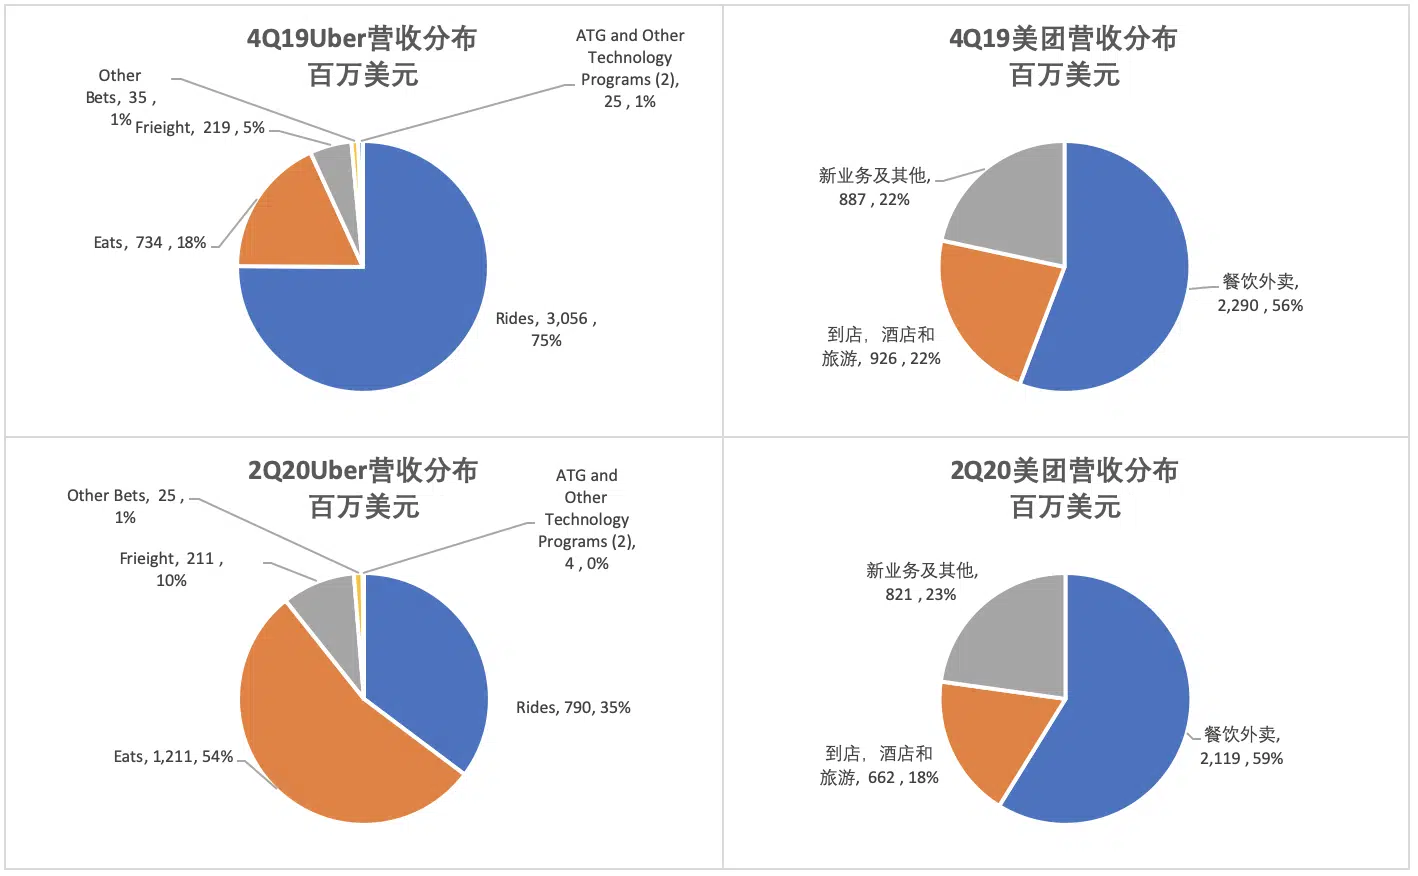 4Q19Uber营收分布
百万美元
Other
Bets, 35 ,
1%
Frieight, 219 , 5%
ATG and Other
Technology
Programs (2),
25 , 1%
Eats, 734 , 18%
Rides, 3,056 ,
75%
4Q19美团营收分布
百万美元
新业务及其他,
887 , 22%
餐饮外卖,
2,290 , 56%
到店，酒店和
旅游, 926 , 22%
2Q20Uber营收分布
百万美元
Other Bets, 25 ,
1%
ATG and
Other
Technology
Programs (2),
4 , 0%
Frieight, 211 ,
10%
Rides, 790, 35%
Eats, 1,211, 54%
2Q20美团营收分布
百万美元
新业务及其他,
821 , 23%
餐饮外卖,
2,119 , 59%
到店，酒店和
旅游, 662 , 18%